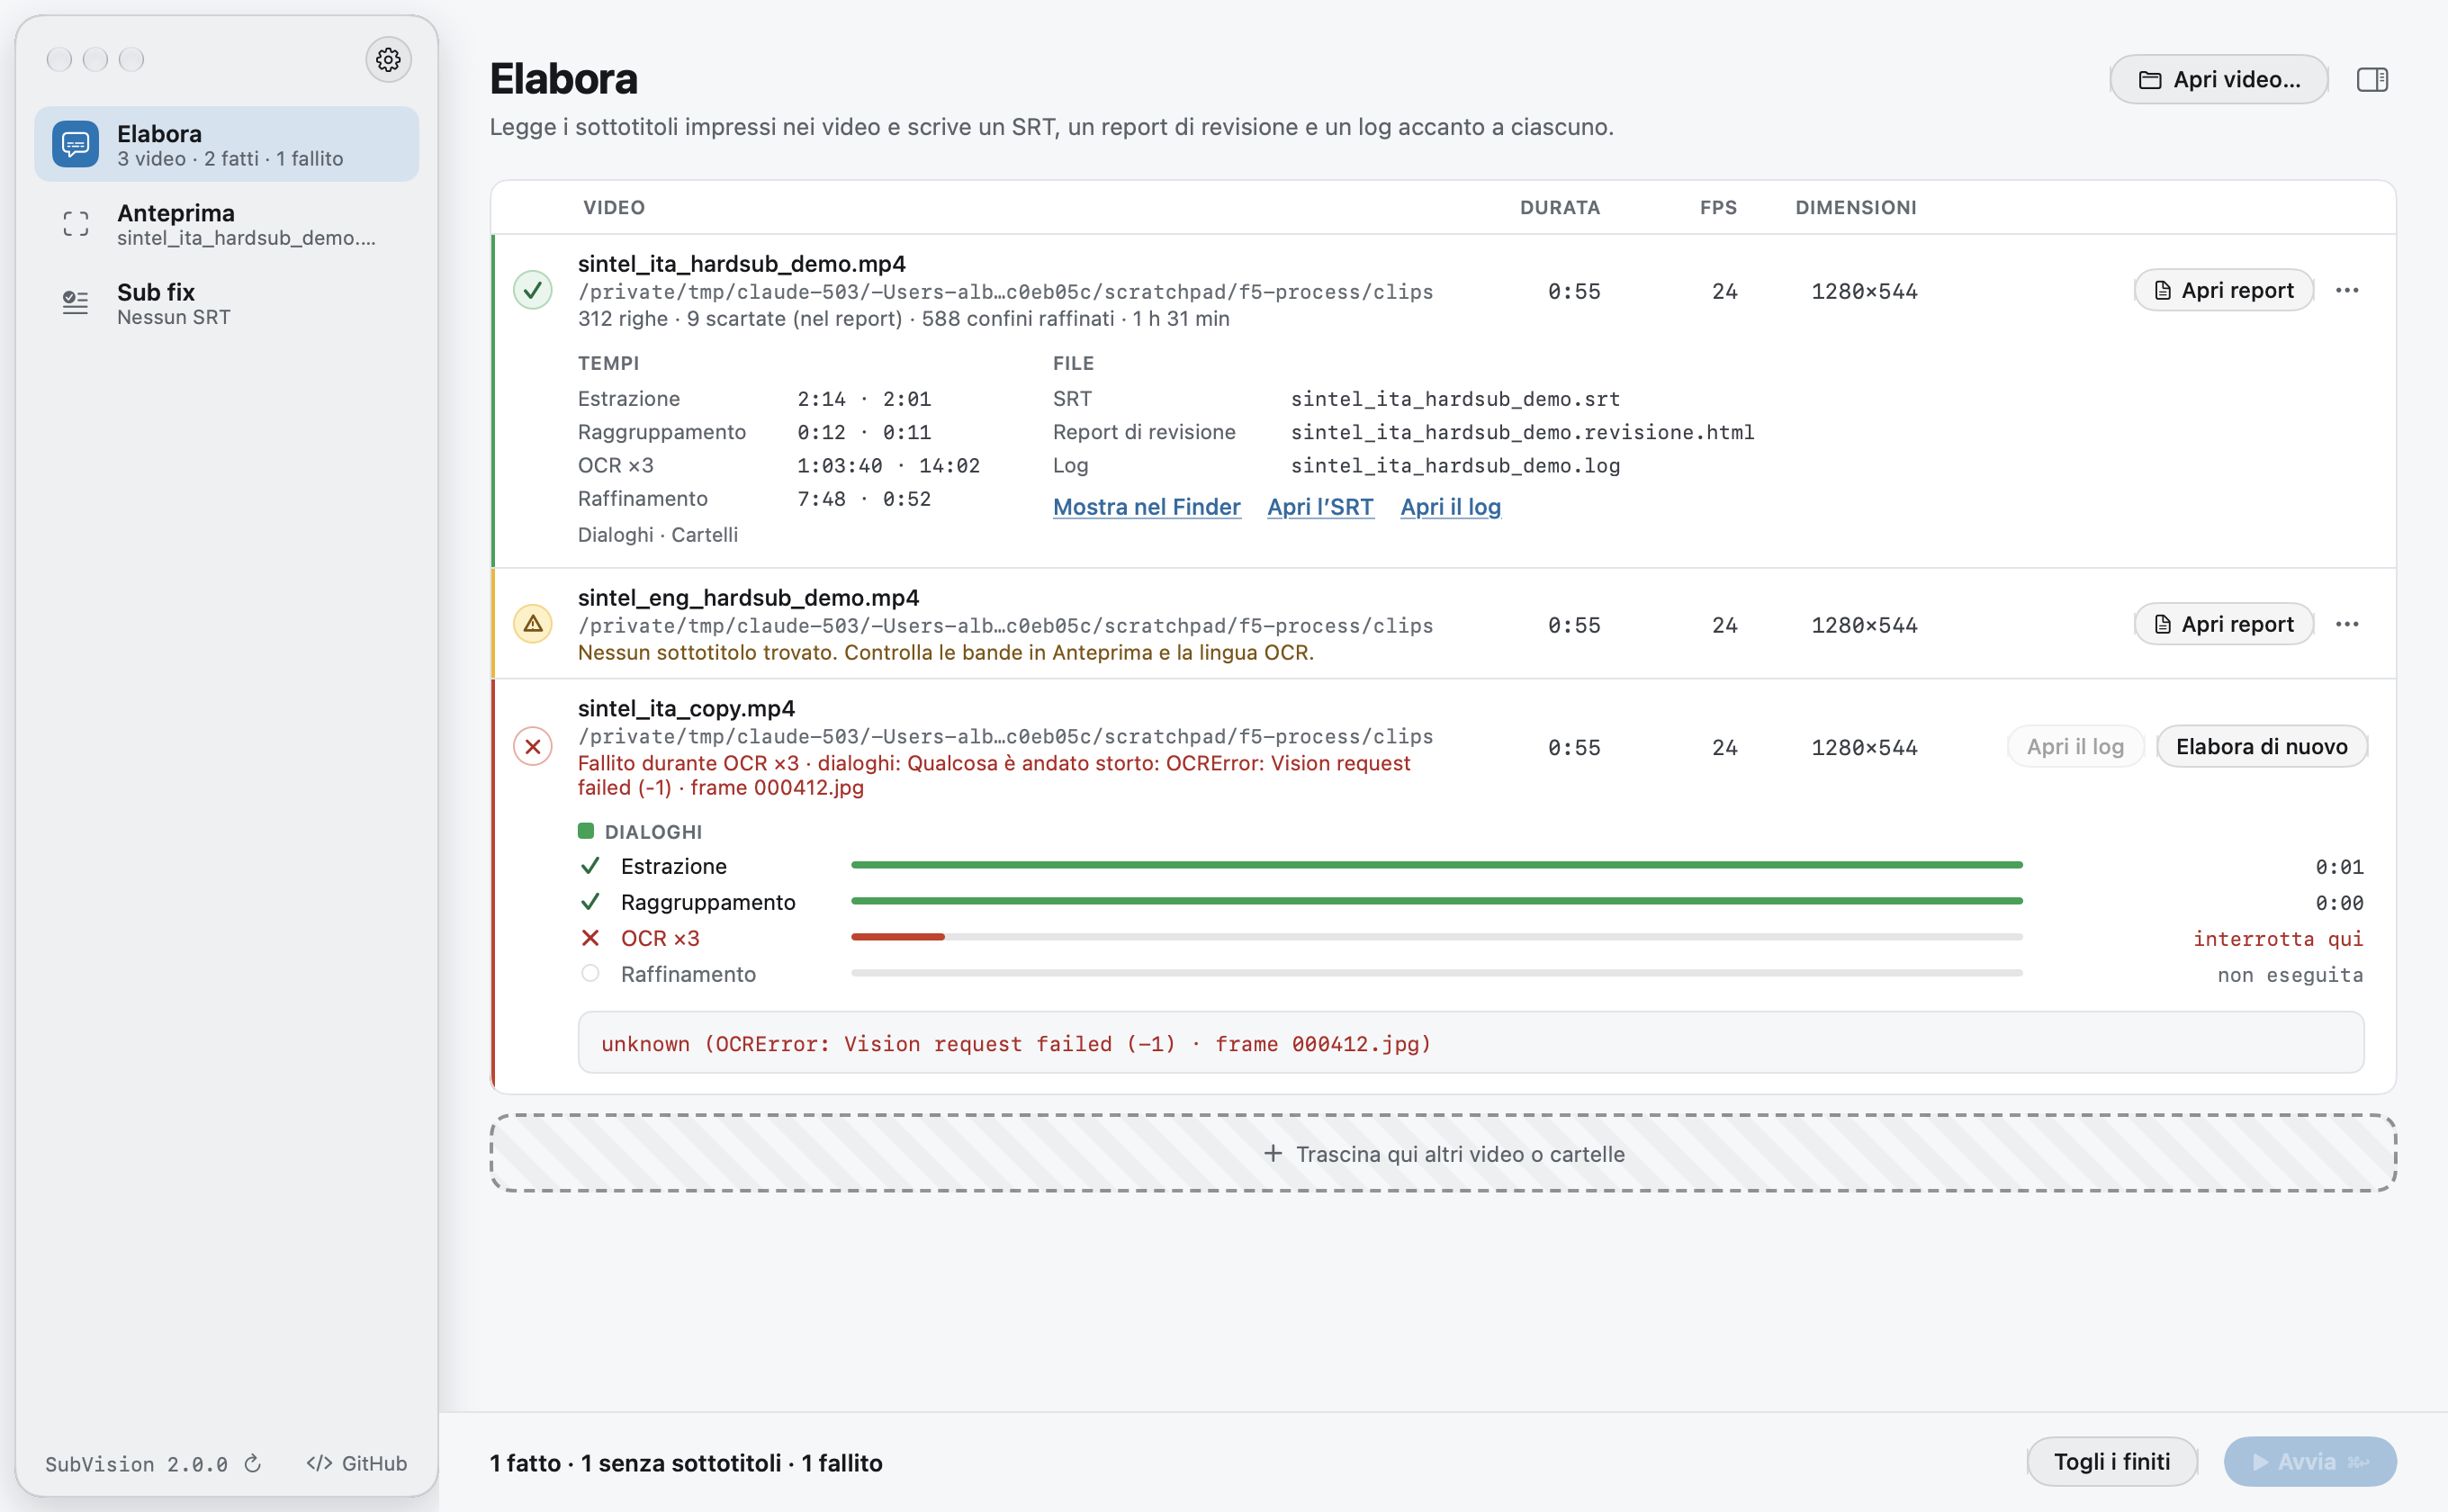 Elabora
3 video · 2 fatti · 1 fallito
Anteprima
sintel_ita_hardsub_demo....
Sub fix
Nessun SRT
SubVision 2.0.0
</> GitHub
Elabora
Legge i sottotitoli impressi nei video e scrive un SRT, un report di revisione e un log accanto a ciascuno.
Apri video...
VIDEO DURATA FPS DIMENSIONI
sintel_ita_hardsub_demo.mp4
/private/tmp/claude-503/-Users-alb…c0eb05c/scratchpad/f5-process/clips 0:55 24 1280×544 Apri report
312 righe · 9 scartate (nel report) · 588 confini raffinati · 1 h 31 min
TEMPI
Estrazione 2:14 · 2:01
Raggruppamento 0:12 · 0:11
OCR ×3 1:03:40 · 14:02
Raffinamento 7:48 · 0:52
Dialoghi · Cartelli
FILE
SRT sintel_ita_hardsub_demo.srt
Report di revisione sintel_ita_hardsub_demo.revisione.html
Log sintel_ita_hardsub_demo.log
Mostra nel Finder Apri l’SRT Apri il log
sintel_eng_hardsub_demo.mp4
/private/tmp/claude-503/-Users-alb…c0eb05c/scratchpad/f5-process/clips 0:55 24 1280×544 Apri report
Nessun sottotitolo trovato. Controlla le bande in Anteprima e la lingua OCR.
sintel_ita_copy.mp4
/private/tmp/claude-503/-Users-alb…c0eb05c/scratchpad/f5-process/clips 0:55 24 1280×544 Apri il log Elabora di nuovo
Fallito durante OCR ×3 · dialoghi: Qualcosa è andato storto: OCRError: Vision request
failed (-1) · frame 000412.jpg
DIALOGHI
Estrazione 0:01
Raggruppamento 0:00
OCR ×3 interrotta qui
Raffinamento non eseguita
unknown (OCRError: Vision request failed (-1) · frame 000412.jpg)
+ Trascina qui altri video o cartelle
1 fatto · 1 senza sottotitoli · 1 fallito
Togli i finiti
Avvia ⌘↩